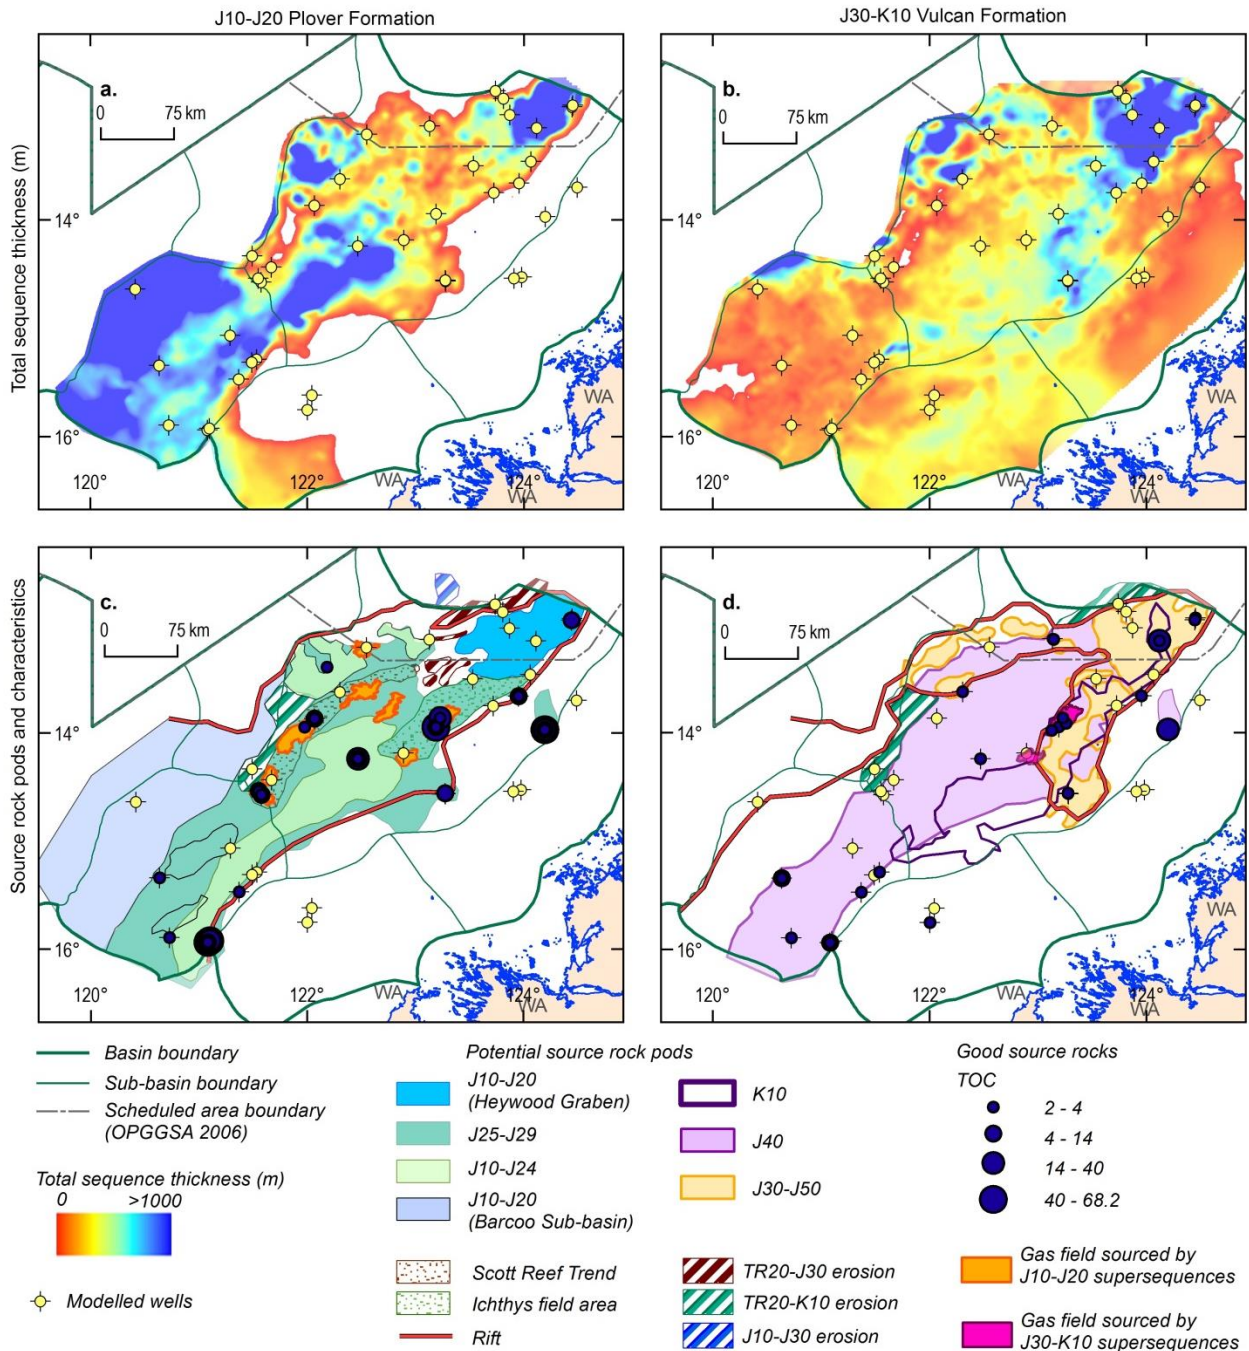 J10-J20 Plover Formation
J30-K10 Vulcan Formation
Total sequence thickness (m)
a.
0 75 km
14°
16°
120°
122°
124°
WA
WA
WA
b.
0 75 km
14°
16°
120°
122°
124°
WA
WA
WA
Source rock pods and characteristics
c.
0 75 km
14°
16°
120°
122°
124°
WA
WA
d.
0 75 km
14°
16°
120°
122°
124°
WA
WA
WA
Basin boundary
Sub-basin boundary
Scheduled area boundary
(OPGGSA 2006)
Total sequence thickness (m)
0 >1000
Modelled wells
Potential source rock pods
J10-J20
(Heywood Graben)
J25-J29
J10-J24
J10-J20
(Barcoo Sub-basin)
Scott Reef Trend
Ichthys field area
Rift
K10
J40
J30-J50
TR20-J30 erosion
TR20-K10 erosion
J10-J30 erosion
Good source rocks
TOC
2 - 4
4 - 14
14 - 40
40 - 68.2
Gas field sourced by
J10-J20 supersequences
Gas field sourced by
J30-K10 supersequences